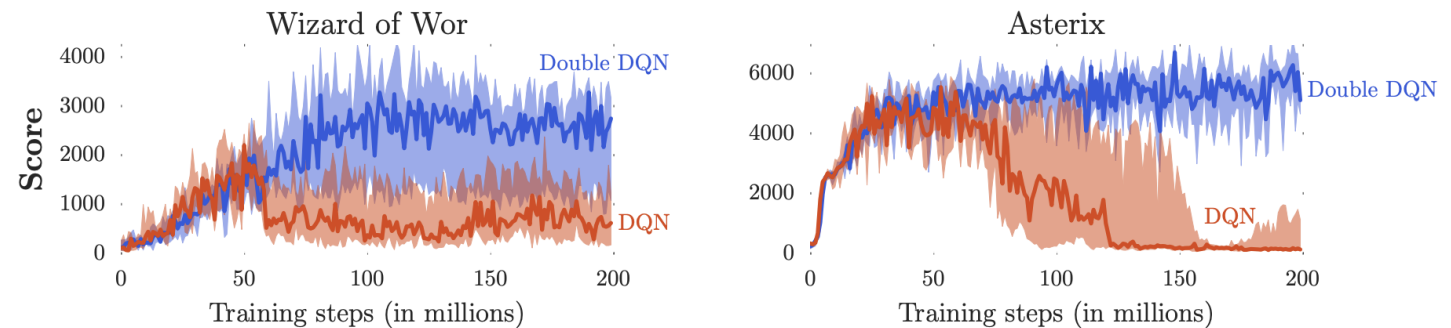 Wizard of Wor
Score
4000
3000
2000
1000
0
0 50 100 150 200
Training steps (in millions)
Double DQN
DQN
Asterix
6000
4000
2000
0
0 50 100 150 200
Training steps (in millions)
Double DQN
DQN